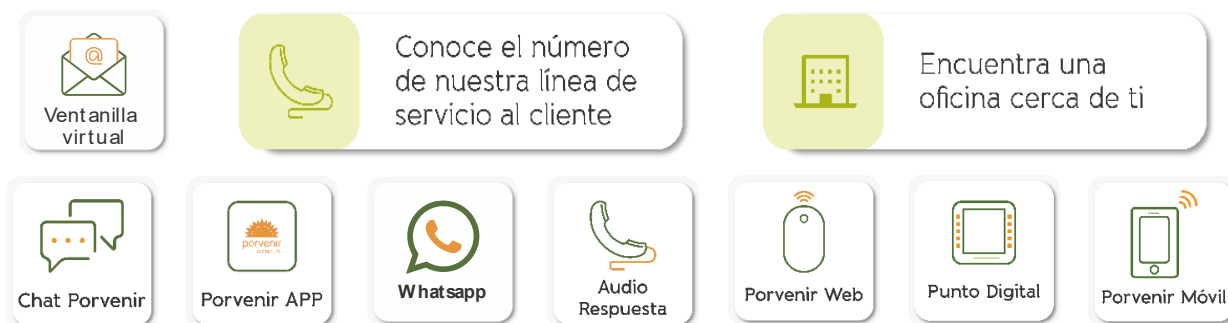 @
Ventanilla
virtual
Conoce el número
de nuestra línea de
servicio al cliente
Encuentra una
oficina cerca de ti
Chat Porvenir
porvenir
Porvenir APP
Whatsapp
Audio
Respuesta
Porvenir Web
Punto Digital
Porvenir Móvil